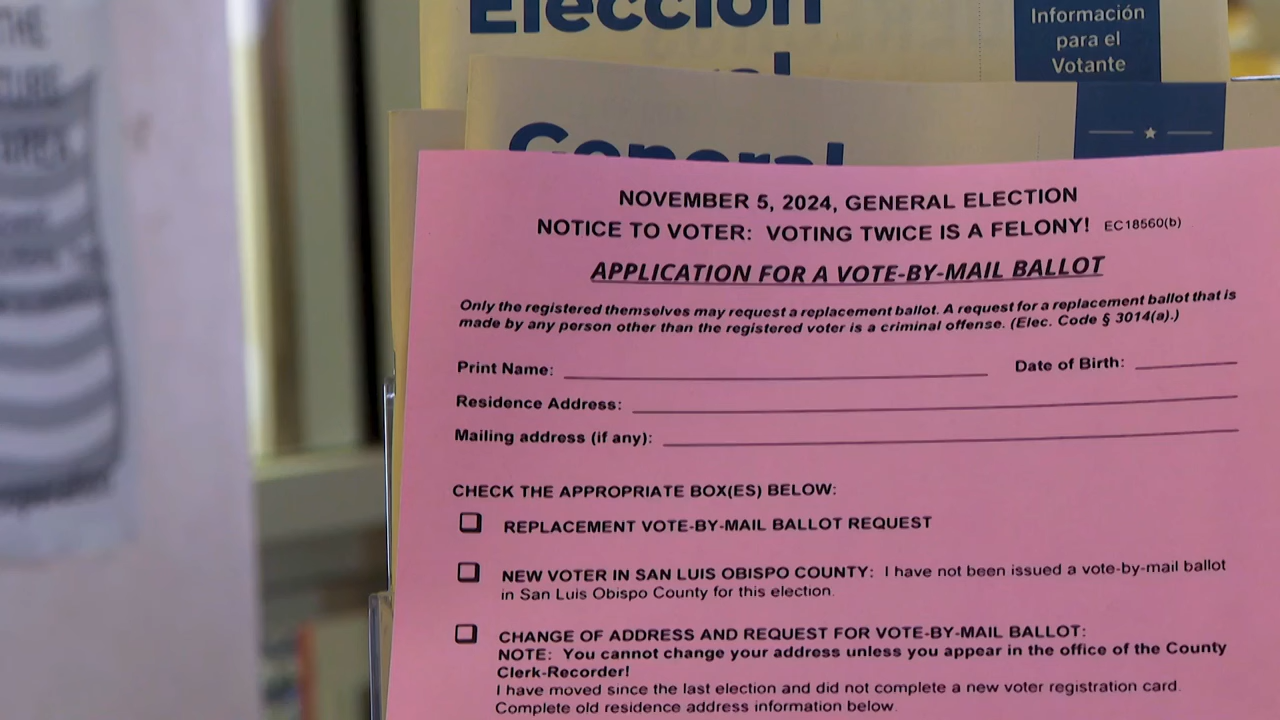 THE
Elección
Información
para el
Votante
General
NOVEMBER 5, 2024, GENERAL ELECTION
NOTICE TO VOTER: VOTING TWICE IS A FELONY! EC18560(b)
APPLICATION FOR A VOTE-BY-MAIL BALLOT
Only the registered themselves may request a replacement ballot. A request for a replacement ballot that is
made by any person other than the registered voter is a criminal offense. (Elec. Code § 3014(a).)
Print Name: Date of Birth:
Residence Address:
Mailing address (if any):
CHECK THE APPROPRIATE BOX(ES) BELOW:
REPLACEMENT VOTE-BY-MAIL BALLOT REQUEST
NEW VOTER IN SAN LUIS OBISPO COUNTY: I have not been issued a vote-by-mail ballot
in San Luis Obispo County for this election.
CHANGE OF ADDRESS AND REQUEST FOR VOTE-BY-MAIL BALLOT:
NOTE: You cannot change your address unless you appear in the office of the County
Clerk-Recorder!
I have moved since the last election and did not complete a new voter registration card.
Complete old residence address information below